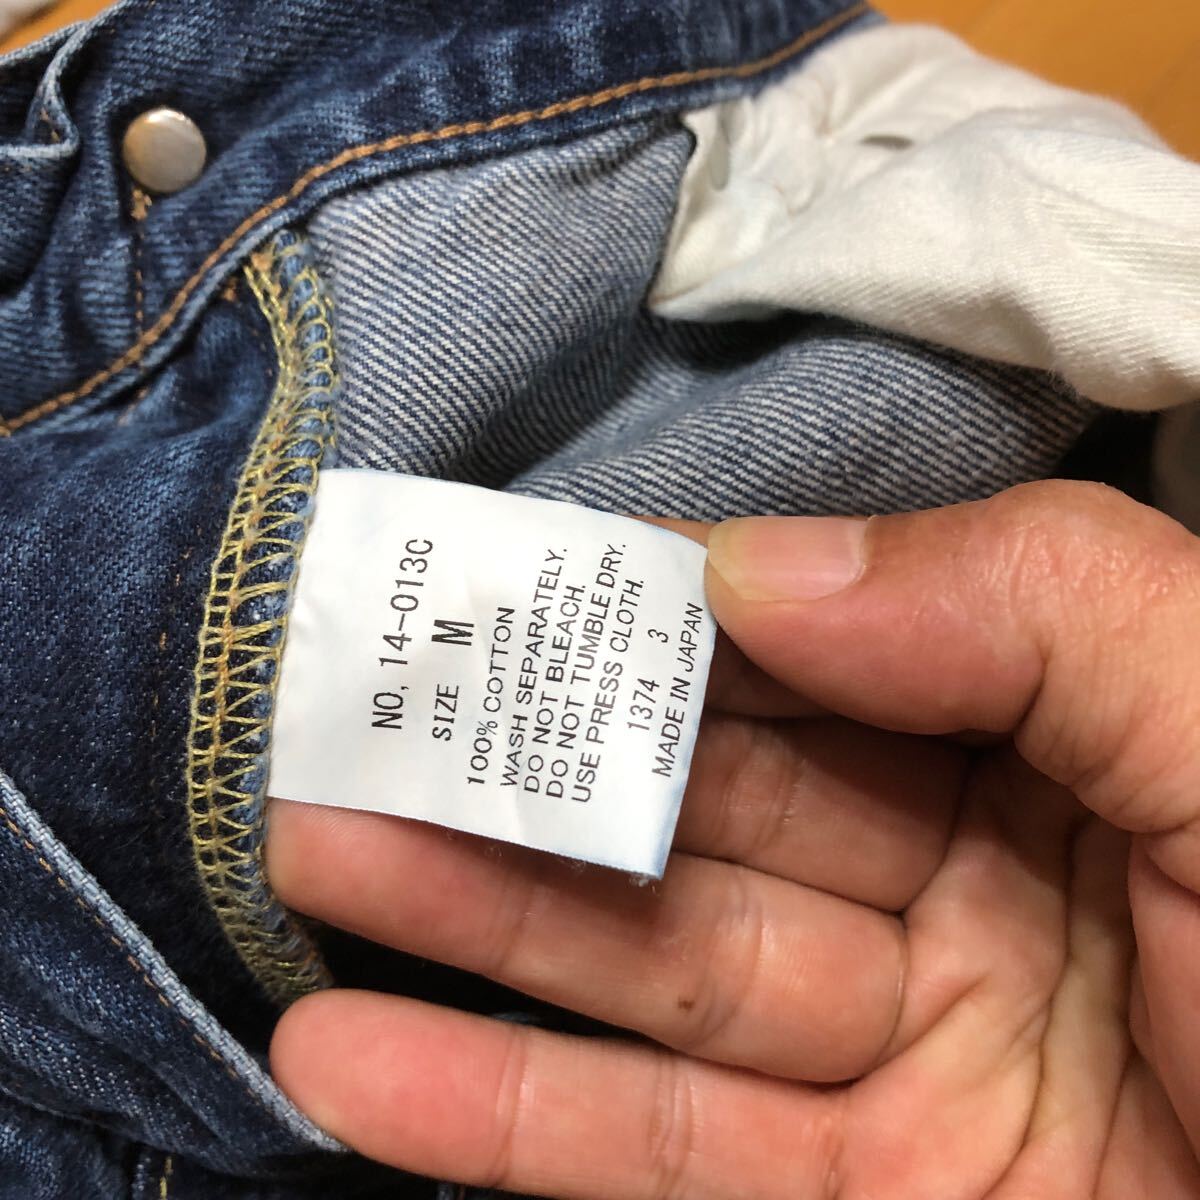 NO, 14-013C
SIZE M
100% COTTON
WASH SEPARATELY.
DO NOT BLEACH.
DO NOT TUMBLE DRY.
USE PRESS CLOTH.
1374 3
MADE IN JAPAN